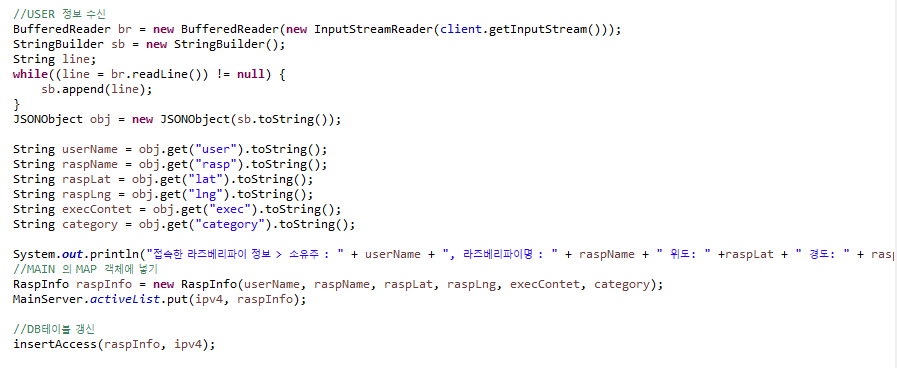 //USER 정보 수신
BufferedReader br = new BufferedReader(new InputStreamReader(client.getInputStream()));
StringBuilder sb = new StringBuilder();
String line;
while((line = br.readLine()) != null) {
    sb.append(line);
}
JSONObject obj = new JSONObject(sb.toString());

String userName = obj.get("user").toString();
String raspName = obj.get("rasp").toString();
String raspLat = obj.get("lat").toString();
String raspLng = obj.get("lng").toString();
String execContet = obj.get("exec").toString();
String category = obj.get("category").toString();

System.out.println("접속한 라즈베리파이 정보 > 소유주 : " + userName + ", 라즈베리파이명 : " + raspName + " 위도: " +raspLat + " 경도: " + rasp
//MAIN 의 MAP 객체에 넣기
RaspInfo raspInfo = new RaspInfo(userName, raspName, raspLat, raspLng, execContet, category);
MainServer.activeList.put(ipv4, raspInfo);

//DB테이블 갱신
insertAccess(raspInfo, ipv4);